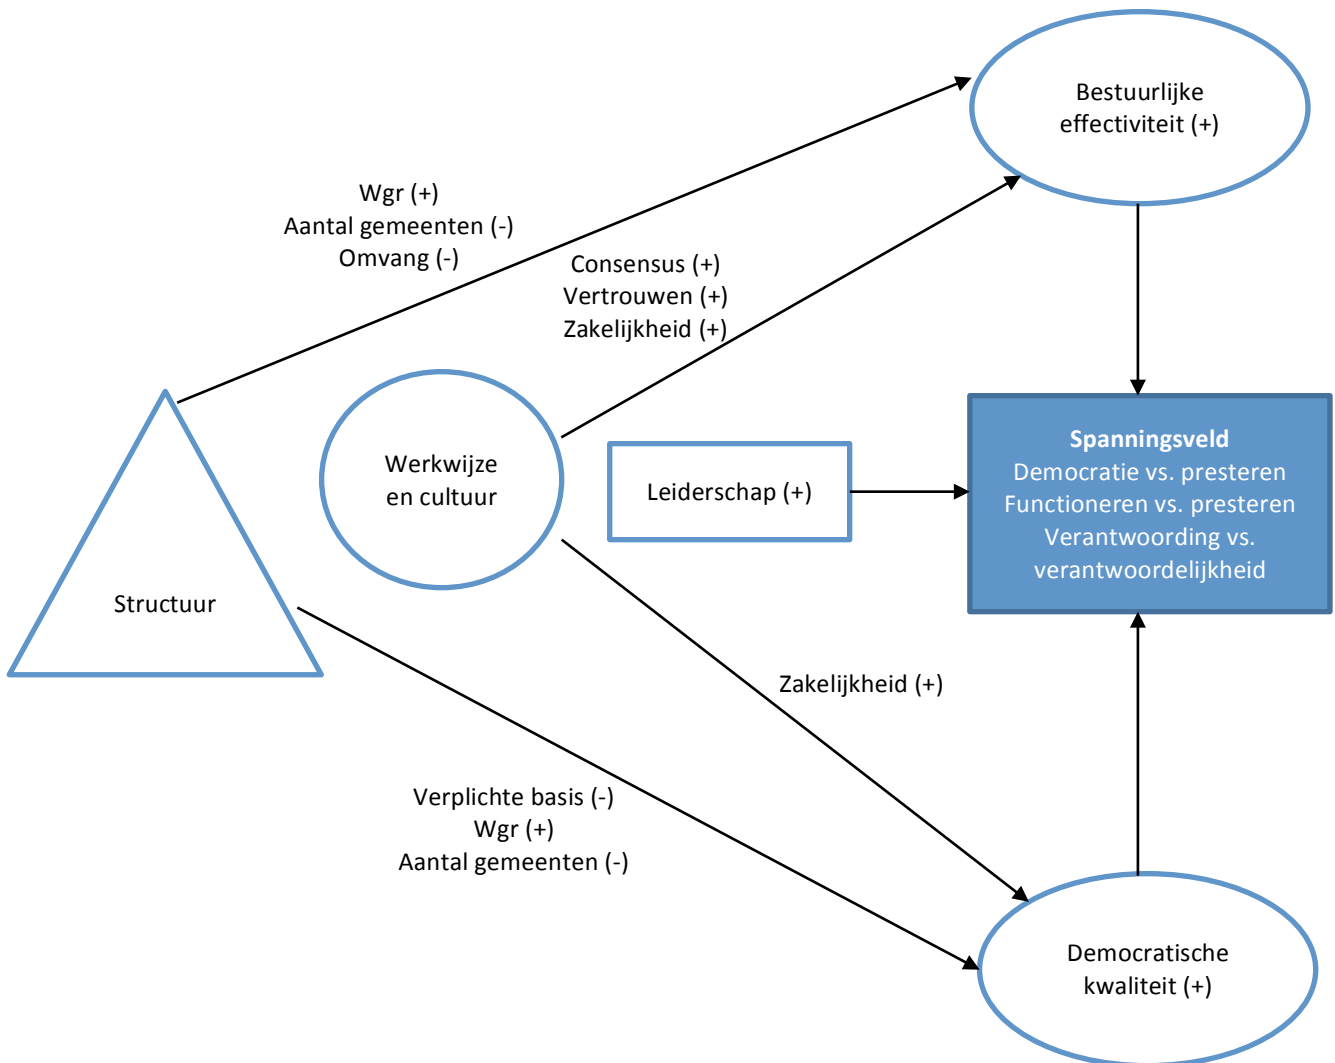 Bestuurlijke
effectiviteit (+)
Wgr (+)
Aantal gemeenten (-)
Omvang (-)
Consensus (+)
Vertrouwen (+)
Zakelijkheid (+)
Werkwijze
en cultuur
Leiderschap (+)
Spanningsveld
Democratie vs. presteren
Functioneren vs. presteren
Verantwoording vs.
verantwoordelijkheid
Structuur
Zakelijkheid (+)
Verplichte basis (-)
Wgr (+)
Aantal gemeenten (-)
Democratische
kwaliteit (+)